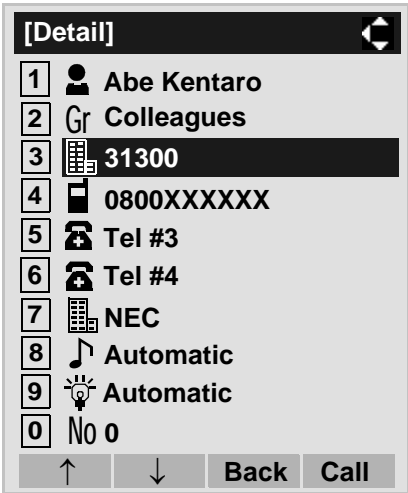 [Detail]
1 Abe Kentaro
2 Gr Colleagues
3 31300
4 0800XXXXXX
5 Tel #3
6 Tel #4
7 NEC
8 Automatic
9 Automatic
0 No 0
↑ ↓ Back Call